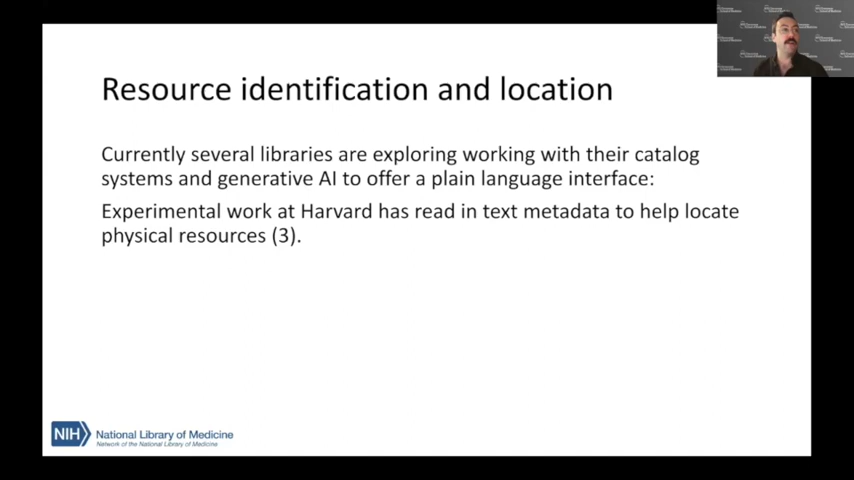 Resource identification and location
Currently several libraries are exploring working with their catalog
systems and generative AI to offer a plain language interface:
Experimental work at Harvard has read in text metadata to help locate
physical resources (3).
NIH National Library of Medicine
Network of the National Library of Medicine